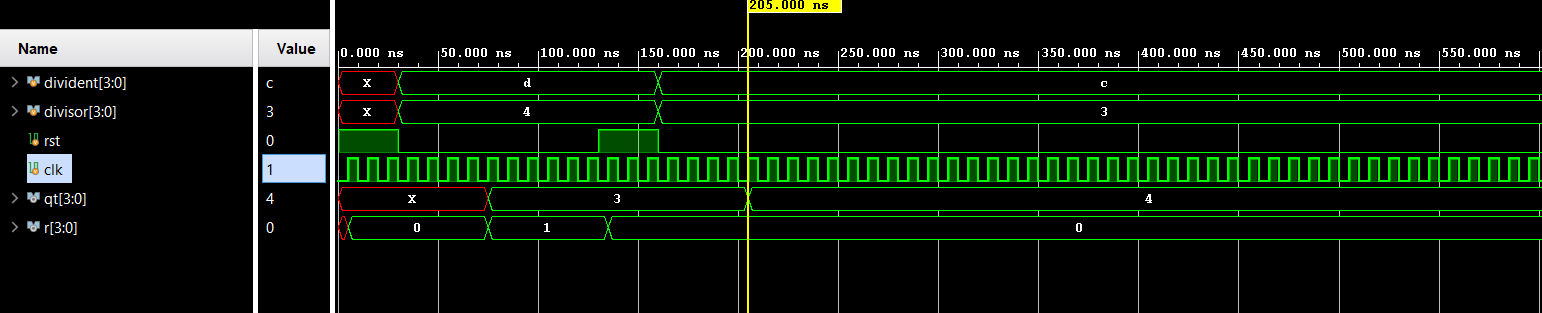 205.000 ns
Name Value
0.000 ns 50.000 ns 100.000 ns 150.000 ns 200.000 ns 250.000 ns 300.000 ns 350.000 ns 400.000 ns 450.000 ns 500.000 ns 550.000 ns
divident[3:0] c X d c
divisor[3:0] 3 X 4 3
rst 0
clk 1
qt[3:0] 4 X 3 4
r[3:0] 0 0 1 0